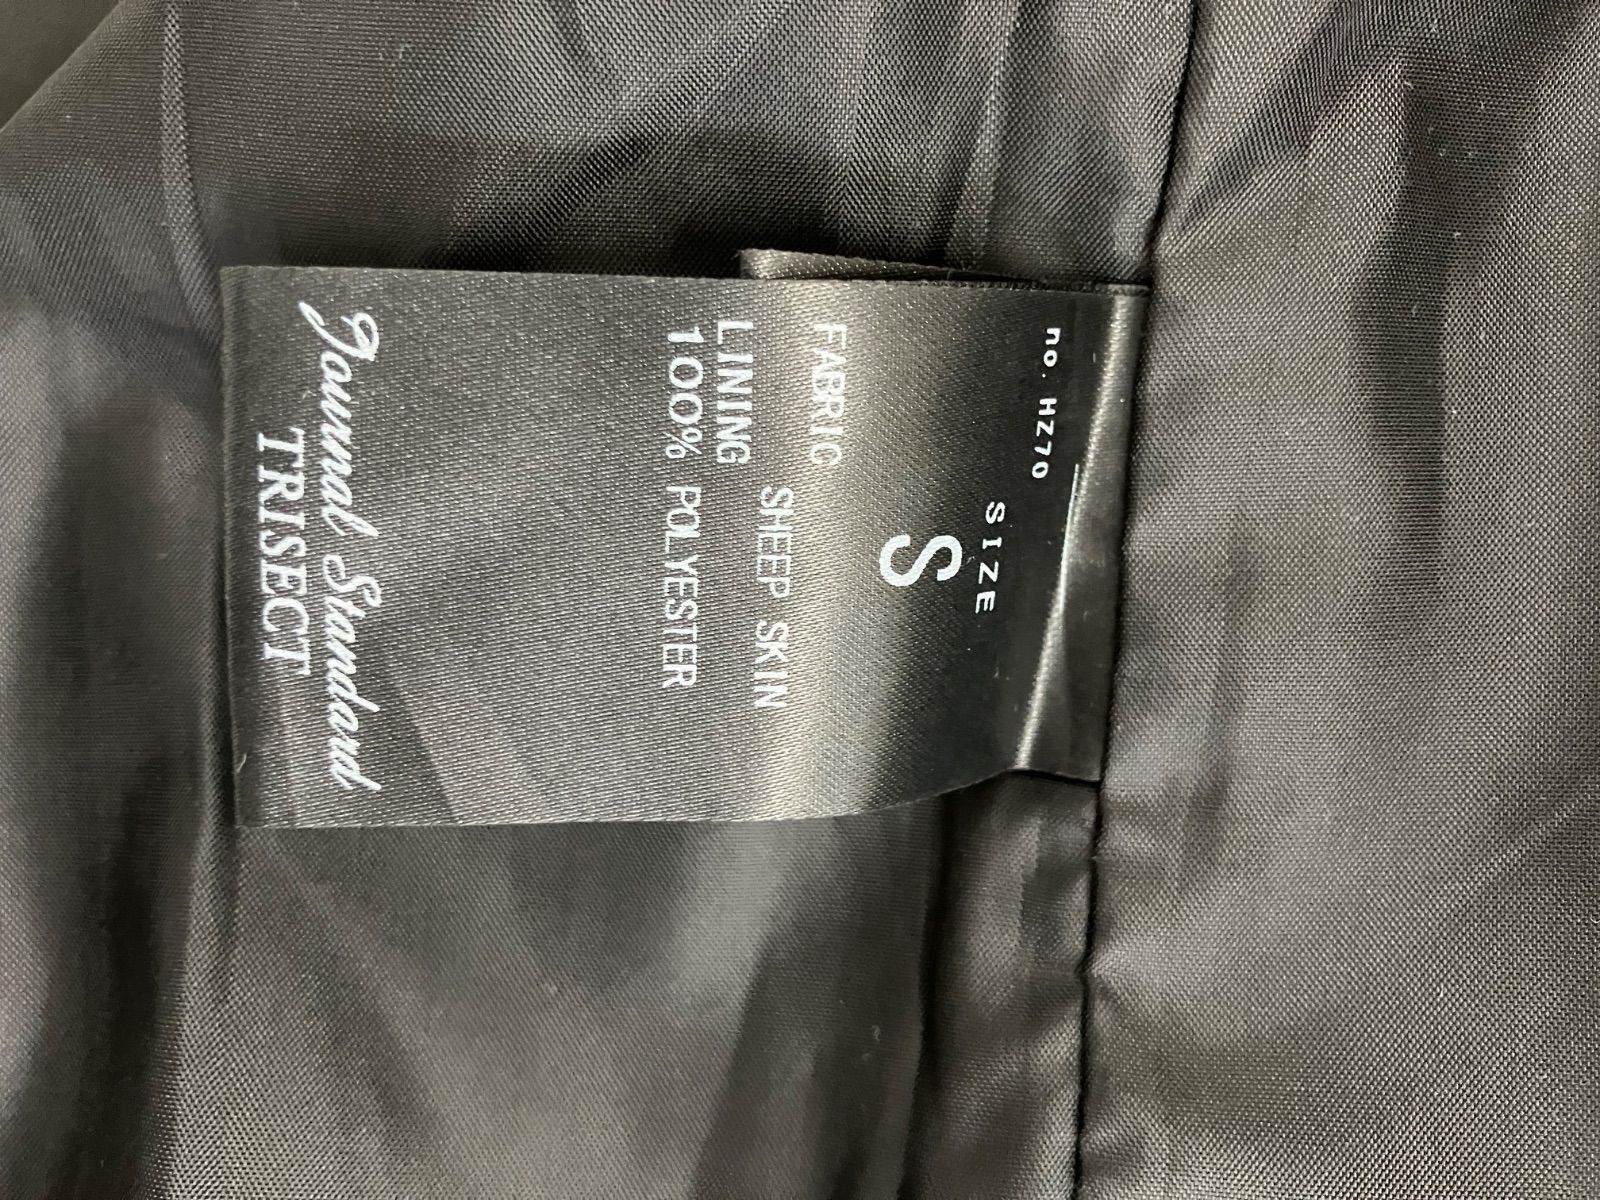 no. HZ70
SIZE
S
FABRIC
SHEEP SKIN
LINING
100% POLYESTER
Journal Standard
TRISECT